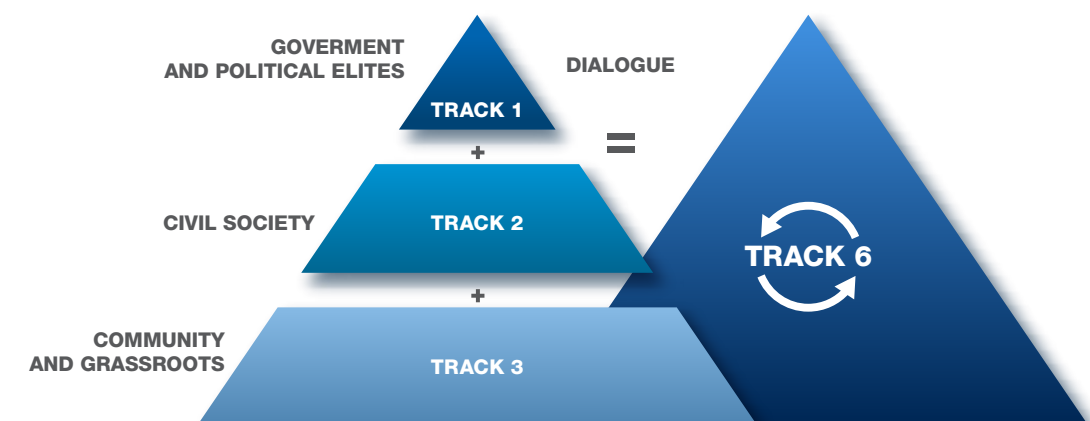 GOVERMENT
AND POLITICAL ELITES
DIALOGUE
TRACK 1
+
=
CIVIL SOCIETY
TRACK 2
TRACK 6
+
COMMUNITY
AND GRASSROOTS
TRACK 3